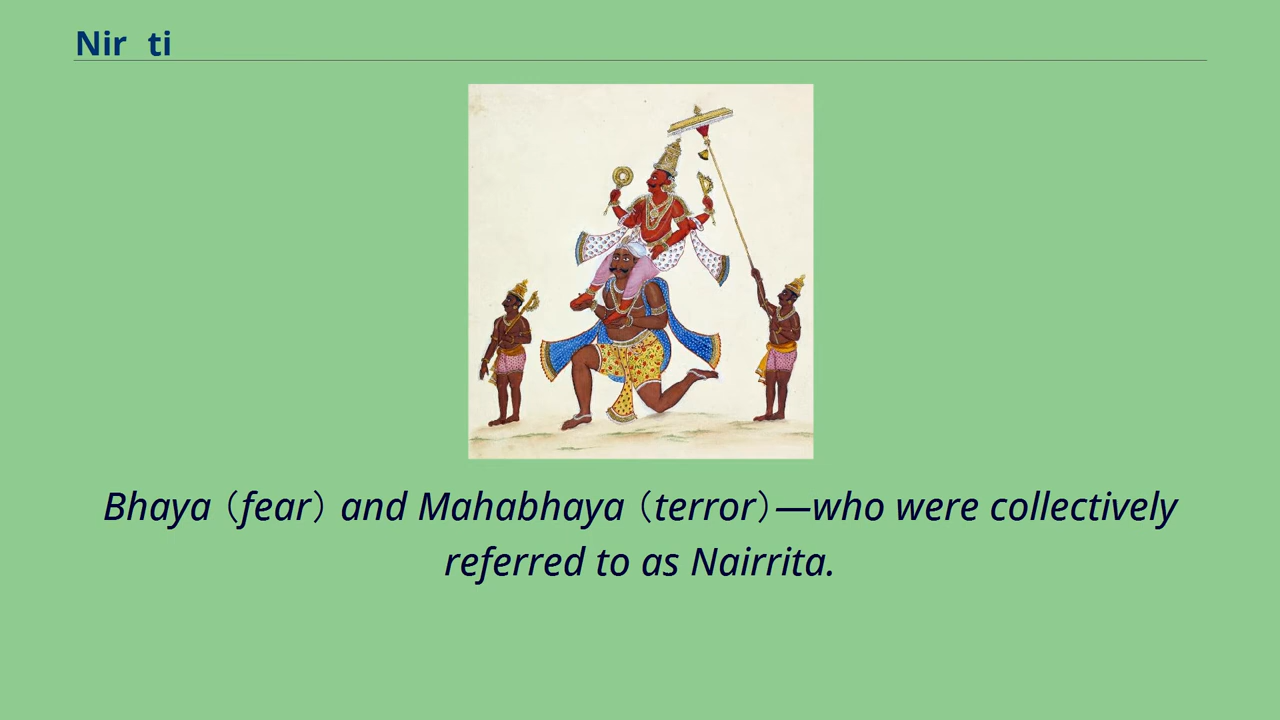 Nir ti
Bhaya (fear) and Mahabhaya (terror)—who were collectively
referred to as Nairrita.